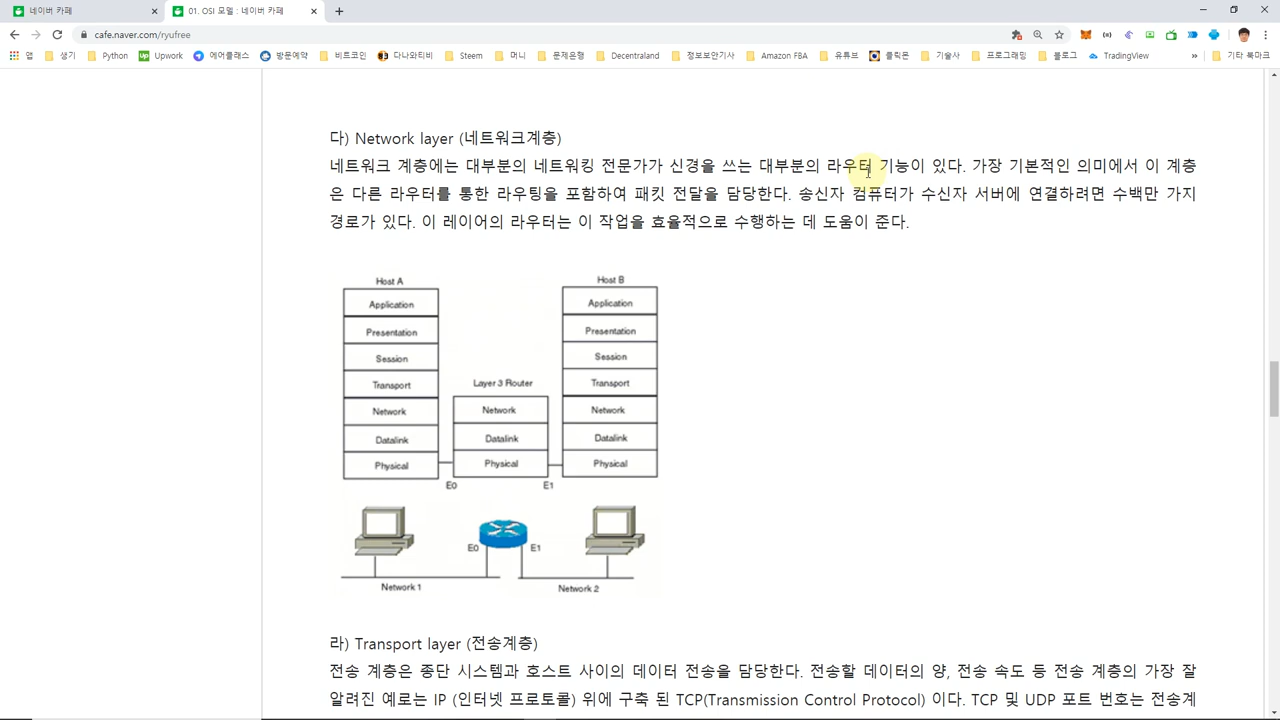 네이버 카페
01. OSI 모델 : 네이버 카페
cafe.naver.com/ryufree
앱 생기 Python Upwork 에어클래스 방문예약 비트코인 다나와티비 Steem 머니 문제은행 Decentraland 정보보안기사 Amazon FBA 유튜브 클릭몬 기술사 프로그래밍 블로그 TradingView » 기타 북마크
다) Network layer (네트워크계층)
네트워크 계층에는 대부분의 네트워킹 전문가가 신경을 쓰는 대부분의 라우터 기능이 있다. 가장 기본적인 의미에서 이 계층
은 다른 라우터를 통한 라우팅을 포함하여 패킷 전달을 담당한다. 송신자 컴퓨터가 수신자 서버에 연결하려면 수백만 가지
경로가 있다. 이 레이어의 라우터는 이 작업을 효율적으로 수행하는 데 도움이 준다.
Host A
Host B
Application
Application
Presentation
Presentation
Session
Session
Transport
Layer 3 Router
Transport
Network
Network
Network
Datalink
Datalink
Datalink
Physical
Physical
Physical
E0
E1
E0
E1
Network 1
Network 2
라) Transport layer (전송계층)
전송 계층은 종단 시스템과 호스트 사이의 데이터 전송을 담당한다. 전송할 데이터의 양, 전송 속도 등 전송 계층의 가장 잘
알려진 예로는 IP (인터넷 프로토콜) 위에 구축 된 TCP(Transmission Control Protocol) 이다. TCP 및 UDP 포트 번호는 전송계